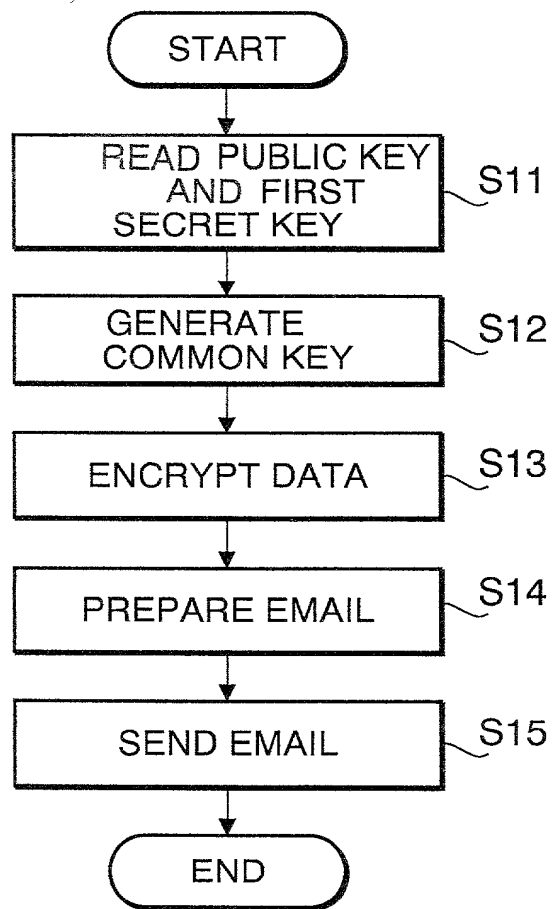 START
READ PUBLIC KEY
AND FIRST
SECRET KEY
S11
GENERATE
COMMON KEY
S12
ENCRYPT DATA
S13
PREPARE EMAIL
S14
SEND EMAIL
S15
END